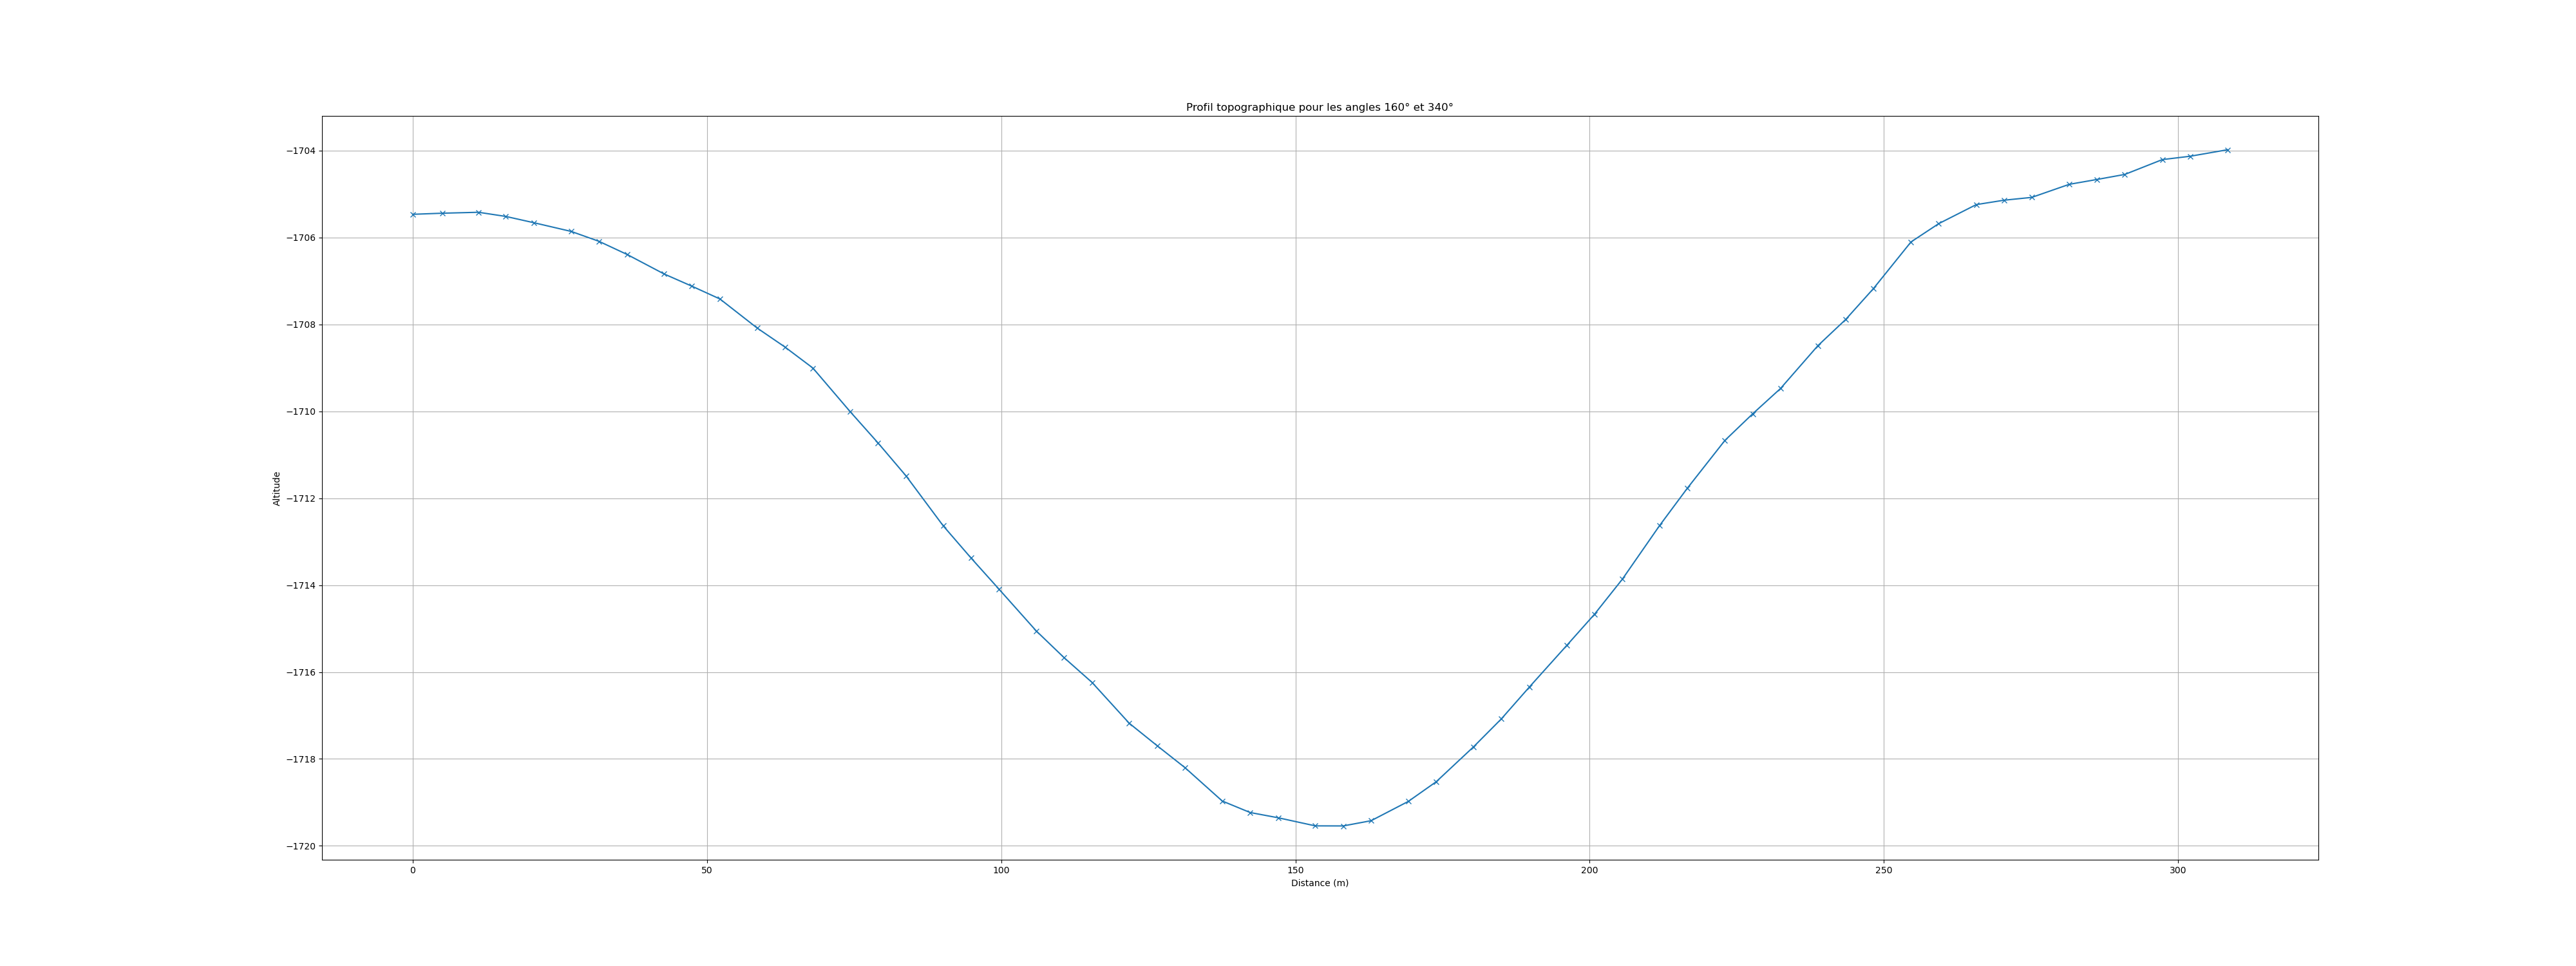 Profil topographique pour les angles 160° et 340°
−1704
−1706
−1708
−1710
−1712
−1714
−1716
−1718
−1720
Altitude
0 50 100 150 200 250 300
Distance (m)